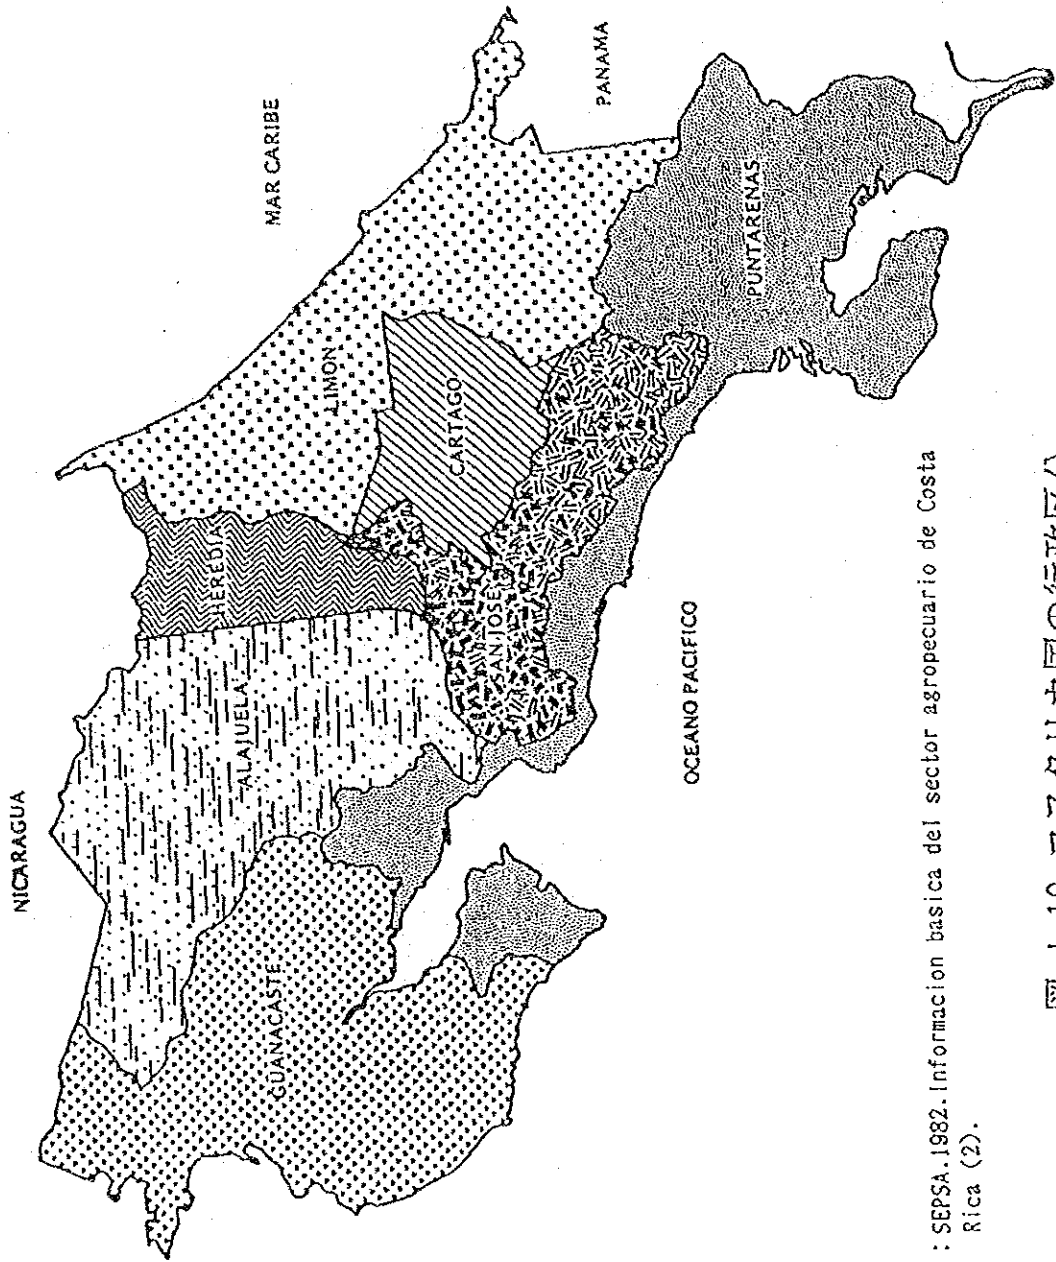 NICARAGUA
MAR CARIBE
PANAMA
LIMON
HEREDIA
ALAJUELA
CARTAGO
GUANACASTE
SAN JOSE
PUNTARENAS
OCEANO PACIFICO
: SEPSA.1982.Informacion basica del sector agropecuario de Costa
Rica (2).